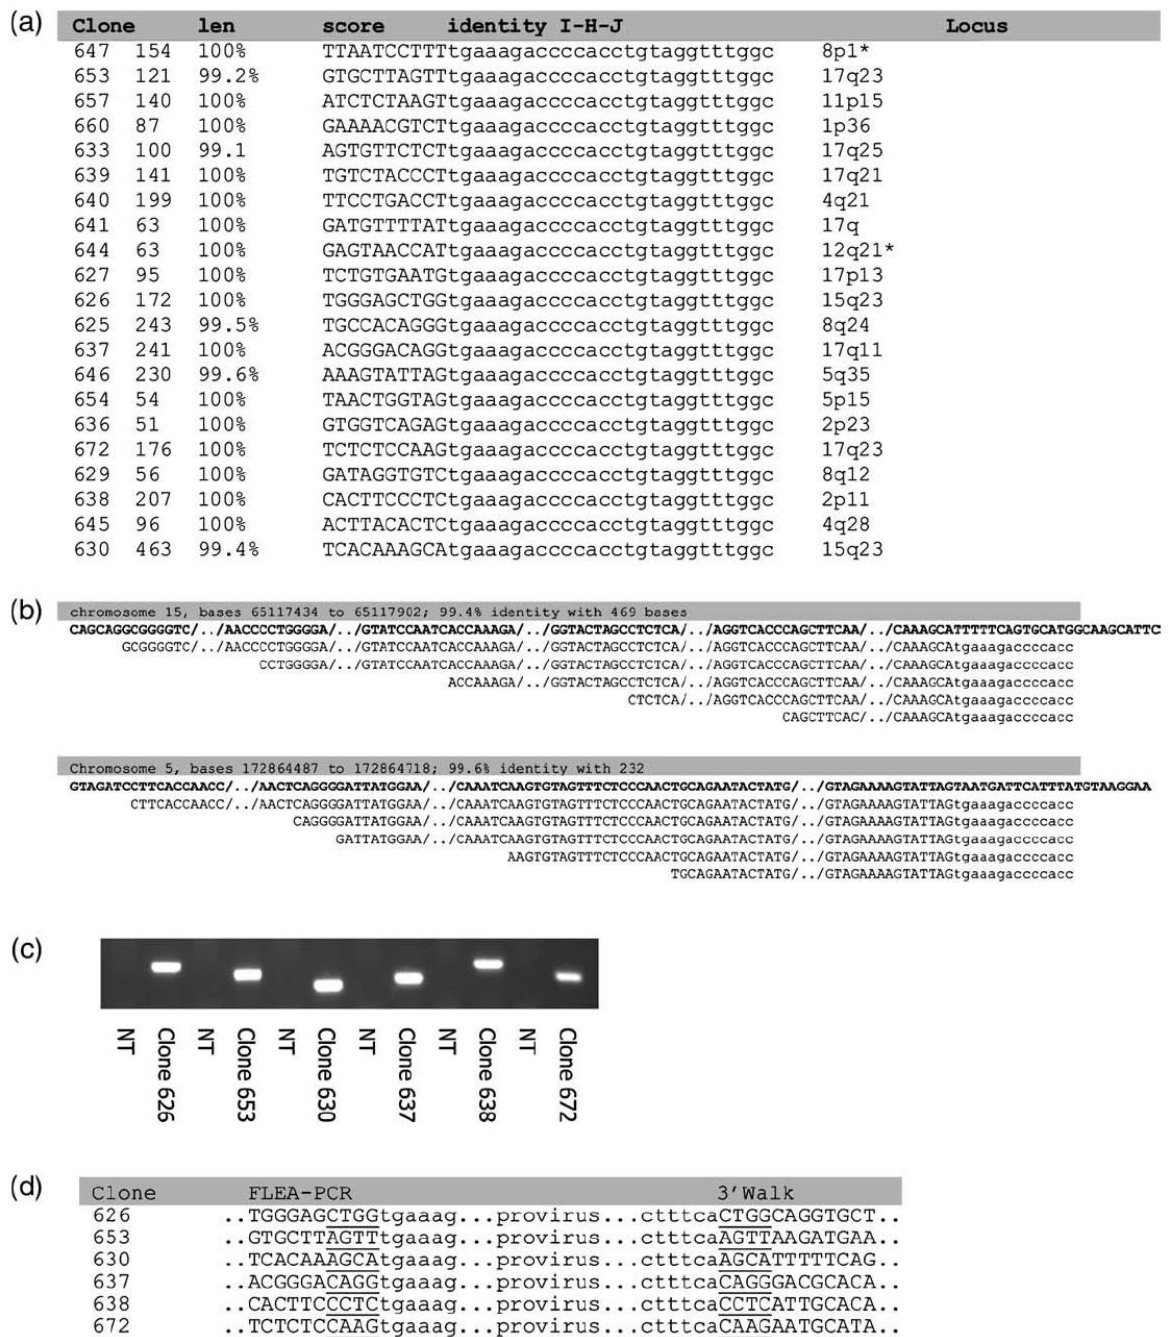 (a)
Clone len score identity I-H-J Locus
647 154 100% TTAATCCTTTtgaaagaccccacctgtaggtttggc 8p1*
653 121 99.2% GTGCTTAGTTtgaaagaccccacctgtaggtttggc 17q23
657 140 100% ATCTCTAAGTtgaaagaccccacctgtaggtttggc 11p15
660 87 100% GAAAACGTCTtgaaagaccccacctgtaggtttggc 1p36
633 100 99.1 AGTGTTCTCTtgaaagaccccacctgtaggtttggc 17q25
639 141 100% TGTCTACCCTtgaaagaccccacctgtaggtttggc 17q21
640 199 100% TTCCTGACCTtgaaagaccccacctgtaggtttggc 4q21
641 63 100% GATGTTTTATtgaaagaccccacctgtaggtttggc 17q
644 63 100% GAGTAACCATtgaaagaccccacctgtaggtttggc 12q21*
627 95 100% TCTGTGAATGtgaaagaccccacctgtaggtttggc 17p13
626 172 100% TGGGAGCTGGtgaaagaccccacctgtaggtttggc 15q23
625 243 99.5% TGCCACAGGGtgaaagaccccacctgtaggtttggc 8q24
637 241 100% ACGGGACAGGtgaaagaccccacctgtaggtttggc 17q11
646 230 99.6% AAAGTATTAGtgaaagaccccacctgtaggtttggc 5q35
654 54 100% TAACTGGTAGtgaaagaccccacctgtaggtttggc 5p15
636 51 100% GTGGTCAGAGtgaaagaccccacctgtaggtttggc 2p23
672 176 100% TCTCTCCAAGtgaaagaccccacctgtaggtttggc 17q23
629 56 100% GATAGGTGTCtgaaagaccccacctgtaggtttggc 8q12
638 207 100% CACTTCCCTCtgaaagaccccacctgtaggtttggc 2p11
645 96 100% ACTTACACTCtgaaagaccccacctgtaggtttggc 4q28
630 463 99.4% TCACAAAGCAtgaaagaccccacctgtaggtttggc 15q23
(b)
chromosome 15, bases 65117434 to 65117902; 99.4% identity with 469 bases
CAGCAGGCGGGGTC/../AACCCCTGGGGA/../GTATCCAATCACCAAAGA/../GGTACTAGCCTCTCA/../AGGTCACCCAGCTTCAA/../CAAAGCATTTTTCAGTGCATGGCAAGCATTC
GCGGGGTC/../AACCCCTGGGGA/../GTATCCAATCACCAAAGA/../GGTACTAGCCTCTCA/../AGGTCACCCAGCTTCAA/../CAAAGCAtgaaagaccccacc
CCTGGGGA/../GTATCCAATCACCAAAGA/../GGTACTAGCCTCTCA/../AGGTCACCCAGCTTCAA/../CAAAGCAtgaaagaccccacc
ACCAAAGA/../GGTACTAGCCTCTCA/../AGGTCACCCAGCTTCAA/../CAAAGCAtgaaagaccccacc
CTCTCA/../AGGTCACCCAGCTTCAA/../CAAAGCAtgaaagaccccacc
CAGCTTCAC/../CAAAGCAtgaaagaccccacc
Chromosome 5, bases 172864487 to 172864718; 99.6% identity with 232
GTAGATCCTTCACCAACC/../AACTCAGGGGATTATGGAA/../CAAATCAAGTGTAGTTTCTCCCAACTGCAGAATACTATG/../GTAGAAAAGTATTAGTAATGATTCATTTATGTAAGGAA
CTTCACCAACC/../AACTCAGGGGATTATGGAA/../CAAATCAAGTGTAGTTTCTCCCAACTGCAGAATACTATG/../GTAGAAAAGTATTAGtgaaagaccccacc
CAGGGGATTATGGAA/../CAAATCAAGTGTAGTTTCTCCCAACTGCAGAATACTATG/../GTAGAAAAGTATTAGtgaaagaccccacc
GATTATGGAA/../CAAATCAAGTGTAGTTTCTCCCAACTGCAGAATACTATG/../GTAGAAAAGTATTAGtgaaagaccccacc
AAGTGTAGTTTCTCCCAACTGCAGAATACTATG/../GTAGAAAAGTATTAGtgaaagaccccacc
TGCAGAATACTATG/../GTAGAAAAGTATTAGtgaaagaccccacc
(c)
NT Clone 626 NT Clone 653 NT Clone 630 NT Clone 637 NT Clone 638 NT Clone 672
(d)
Clone FLEA-PCR 3'Walk
626 ..TGGGAGCTGGtgaaag...provirus...ctttcaCTGGCAGGTGCT..
653 ..GTGCTTAGTTtgaaag...provirus...ctttcaAGTTAAGATGAA..
630 ..TCACAAAGCAtgaaag...provirus...ctttcaAGCATTTTTCAG..
637 ..ACGGGACAGGtgaaag...provirus...ctttcaCAGGGACGCACA..
638 ..CACTTCCCTCtgaaag...provirus...ctttcaCCTCATTGCACA..
672 ..TCTCTCCAAGtgaaag...provirus...ctttcaCAAGAATGCATA..